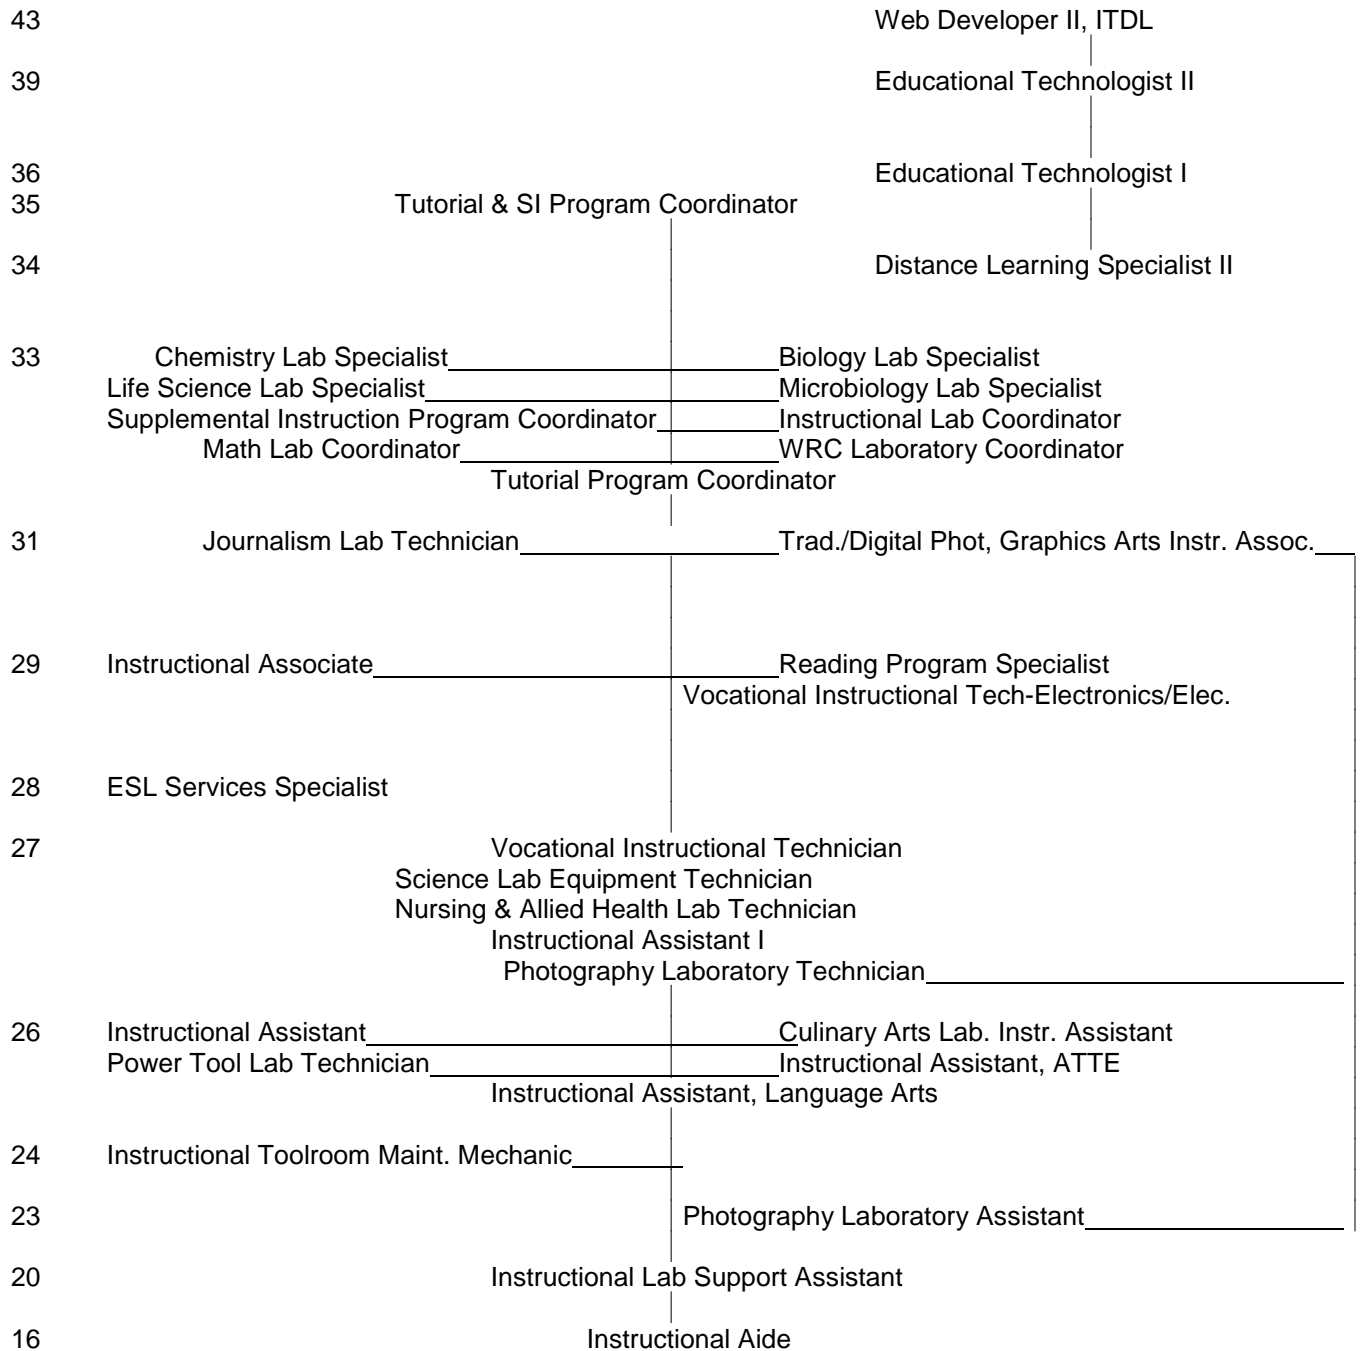 43 Web Developer II, ITDL
39 Educational Technologist II
36 Educational Technologist I
35 Tutorial & SI Program Coordinator
34 Distance Learning Specialist II
33 Chemistry Lab Specialist Biology Lab Specialist
Life Science Lab Specialist Microbiology Lab Specialist
Supplemental Instruction Program Coordinator Instructional Lab Coordinator
Math Lab Coordinator WRC Laboratory Coordinator
Tutorial Program Coordinator
31 Journalism Lab Technician Trad./Digital Phot, Graphics Arts Instr. Assoc.
29 Instructional Associate Reading Program Specialist
Vocational Instructional Tech-Electronics/Elec.
28 ESL Services Specialist
27 Vocational Instructional Technician
Science Lab Equipment Technician
Nursing & Allied Health Lab Technician
Instructional Assistant I
Photography Laboratory Technician
26 Instructional Assistant Culinary Arts Lab. Instr. Assistant
Power Tool Lab Technician Instructional Assistant, ATTE
Instructional Assistant, Language Arts
24 Instructional Toolroom Maint. Mechanic
23 Photography Laboratory Assistant
20 Instructional Lab Support Assistant
16 Instructional Aide